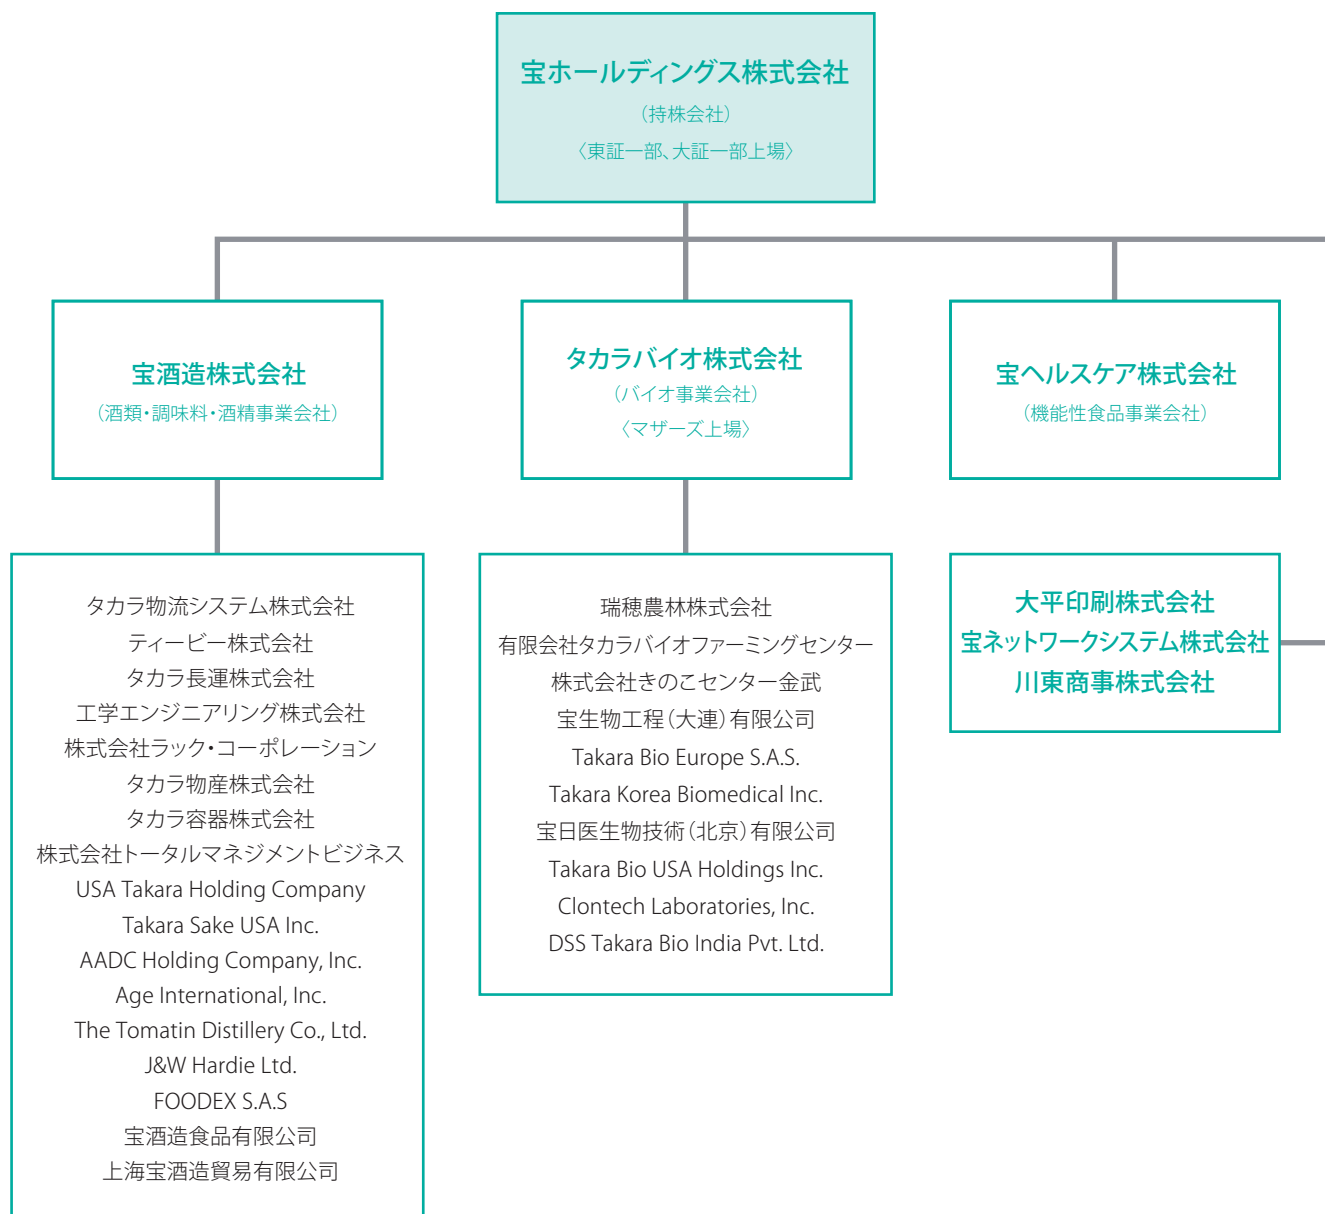 宝ホールディングス株式会社
（持株会社）
〈東証一部、大証一部上場〉
宝酒造株式会社
（酒類・調味料・酒精事業会社）
タカラバイオ株式会社
（バイオ事業会社）
〈マザーズ上場〉
宝ヘルスケア株式会社
（機能性食品事業会社）
タカラ物流システム株式会社
ティービー株式会社
タカラ長運株式会社
工学エンジニアリング株式会社
株式会社ラック・コーポレーション
タカラ物産株式会社
タカラ容器株式会社
株式会社トータルマネジメントビジネス
USA Takara Holding Company
Takara Sake USA Inc.
AADC Holding Company, Inc.
Age International, Inc.
The Tomatin Distillery Co., Ltd.
J&W Hardie Ltd.
FOODEX S.A.S
宝酒造食品有限公司
上海宝酒造貿易有限公司
瑞穂農林株式会社
有限会社タカラバイオファーミングセンター
株式会社きのこセンター金武
宝生物工程（大連）有限公司
Takara Bio Europe S.A.S.
Takara Korea Biomedical Inc.
宝日医生物技術（北京）有限公司
Takara Bio USA Holdings Inc.
Clontech Laboratories, Inc.
DSS Takara Bio India Pvt. Ltd.
大平印刷株式会社
宝ネットワークシステム株式会社
川東商事株式会社